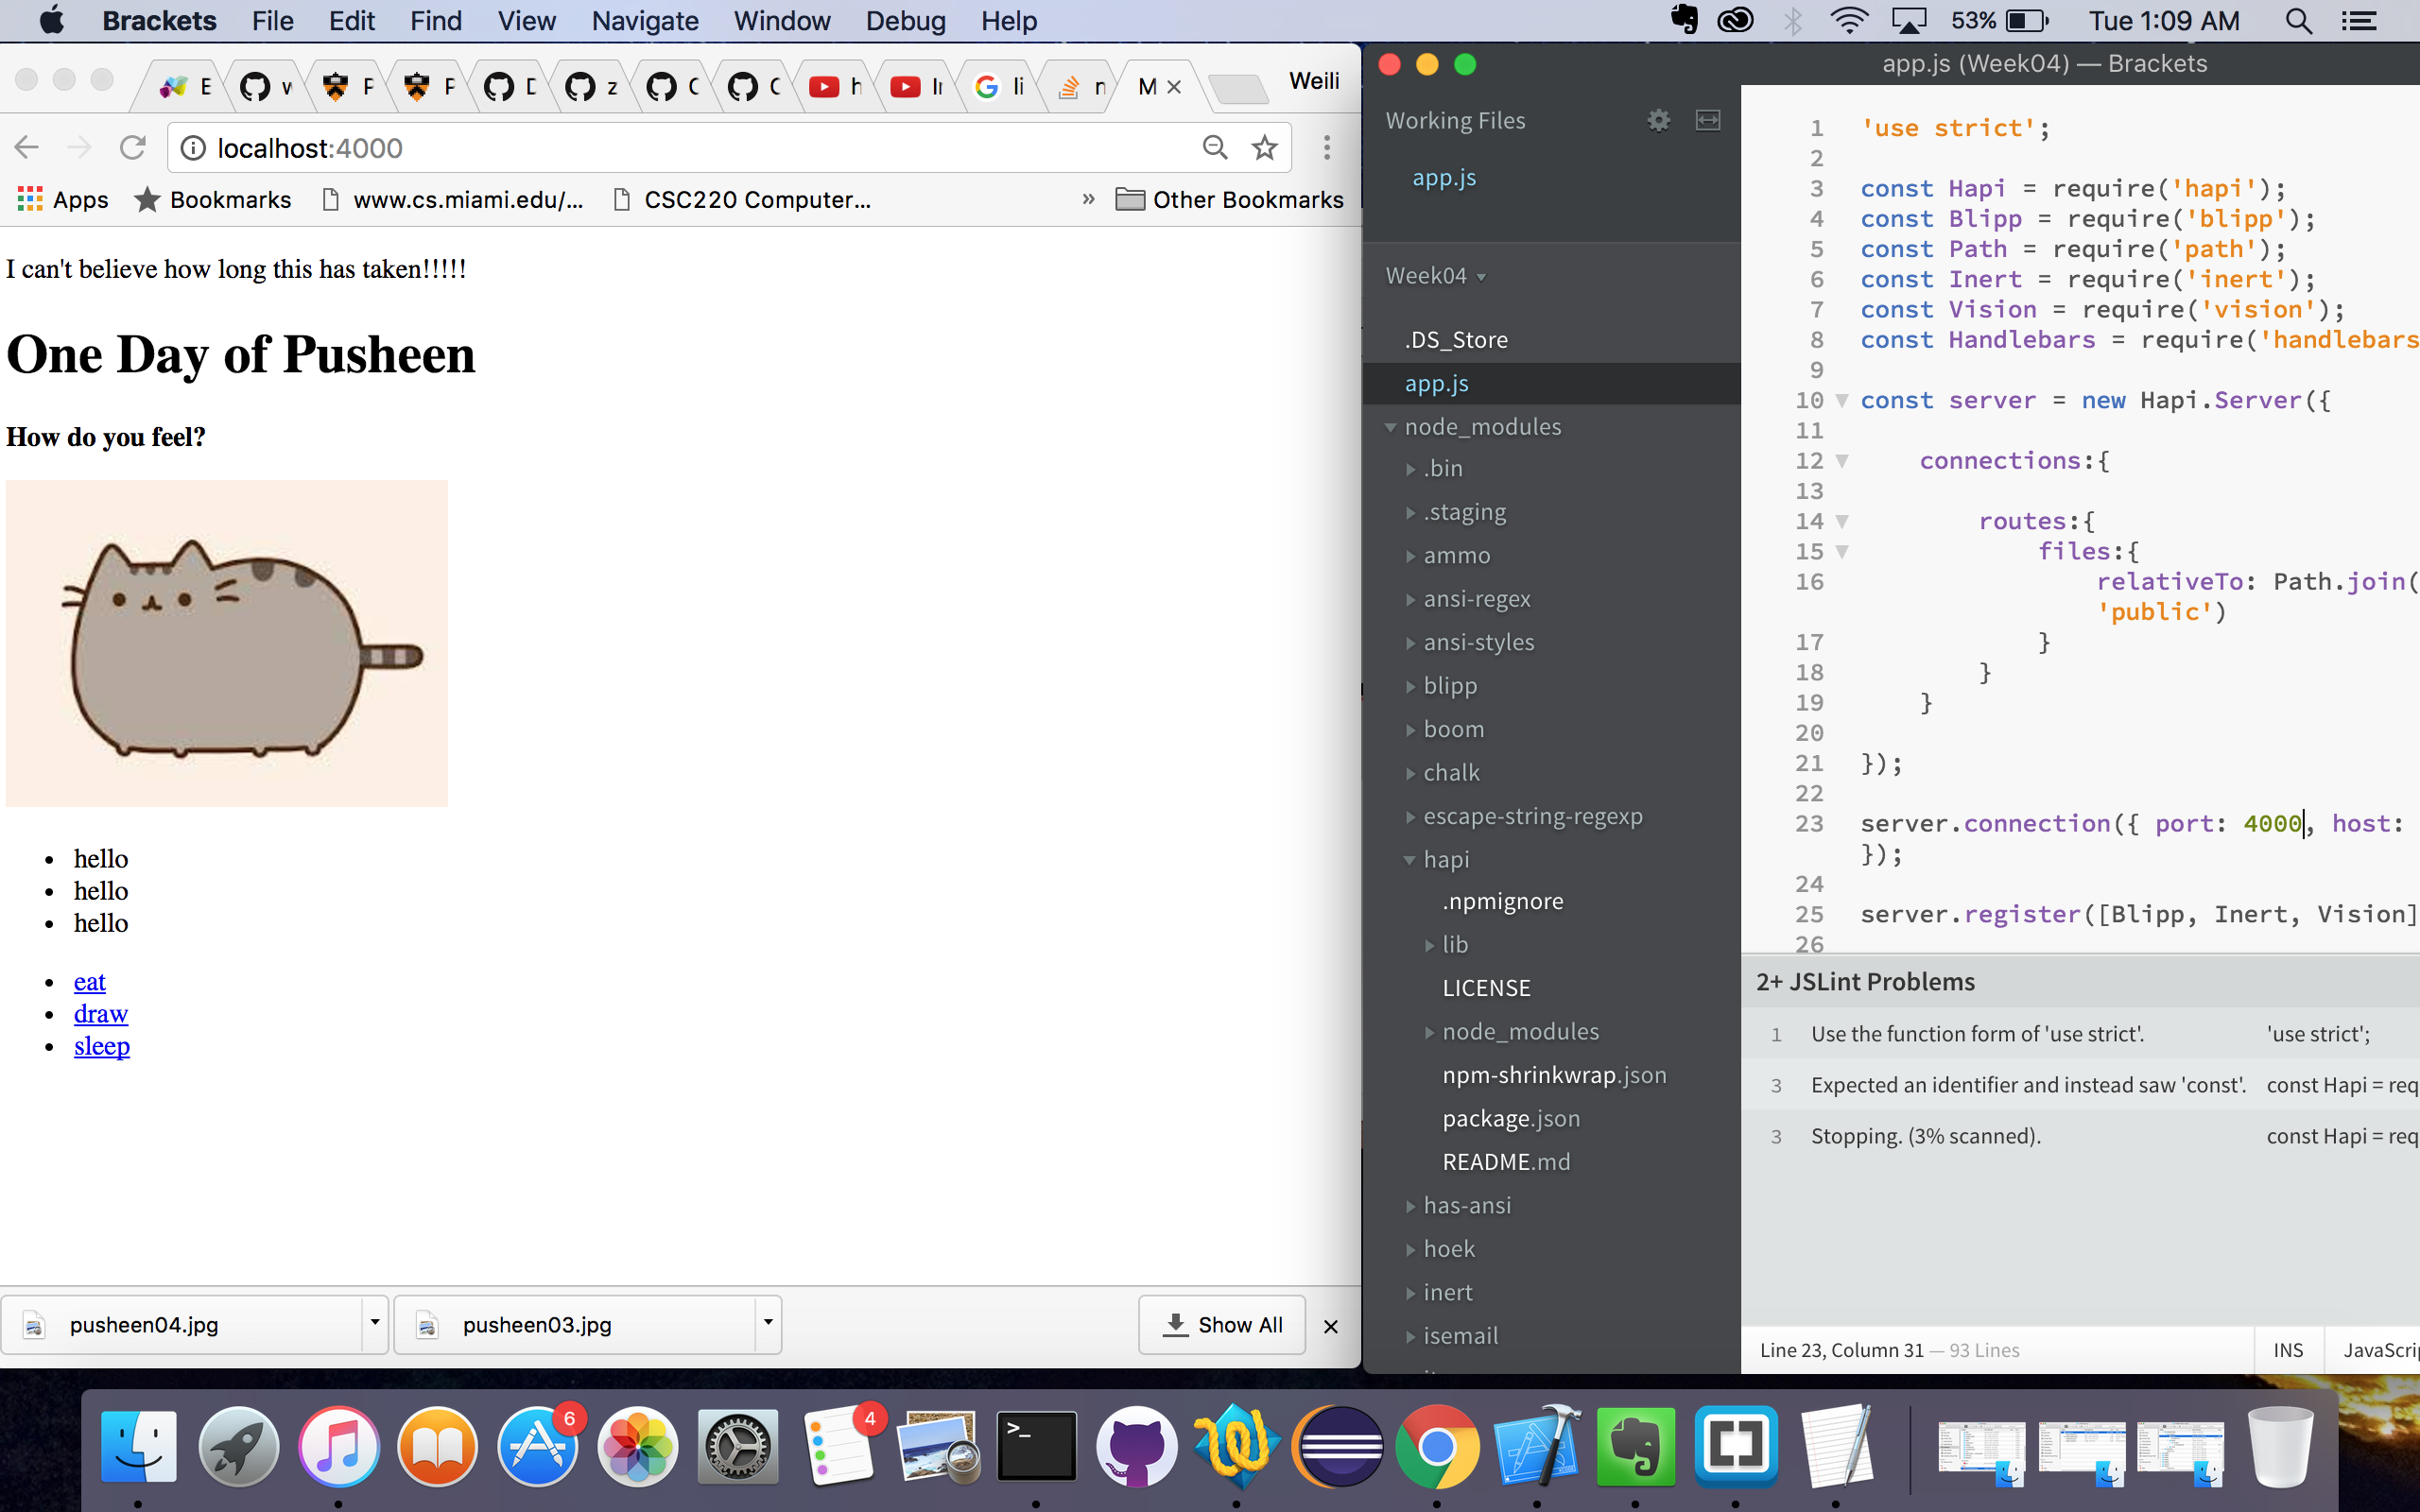 Brackets File Edit Find View Navigate Window Debug Help
53% Tue 1:09 AM
E
w
P
P
D
z
C
C
h
li
n
M
Weili
localhost:4000
Apps Bookmarks www.cs.miami.edu/... CSC220 Computer... » Other Bookmarks
I can't believe how long this has taken!!!!!
One Day of Pusheen
How do you feel?
hello
hello
hello
eat
draw
sleep
pusheen04.jpg
pusheen03.jpg
Show All
app.js (Week04) — Brackets
Working Files
app.js
Week04
.DS_Store
app.js
node_modules
.bin
.staging
ammo
ansi-regex
ansi-styles
blipp
boom
chalk
escape-string-regexp
hapi
.npmignore
lib
LICENSE
node_modules
npm-shrinkwrap.json
package.json
README.md
has-ansi
hoek
inert
isemail
1 'use strict';
2
3 const Hapi = require('hapi');
4 const Blipp = require('blipp');
5 const Path = require('path');
6 const Inert = require('inert');
7 const Vision = require('vision');
8 const Handlebars = require('handlebars
9
10 const server = new Hapi.Server({
11
12 connections:{
13
14 routes:{
15 files:{
16 relativeTo: Path.join(
'public')
17 }
18 }
19 }
20
21 });
22
23 server.connection({ port: 4000, host:
});
24
25 server.register([Blipp, Inert, Vision]
26
2+ JSLint Problems
1 Use the function form of 'use strict'. 'use strict';
3 Expected an identifier and instead saw 'const'. const Hapi = req
3 Stopping. (3% scanned). const Hapi = req
Line 23, Column 31 — 93 Lines INS JavaScri
6
4
>_